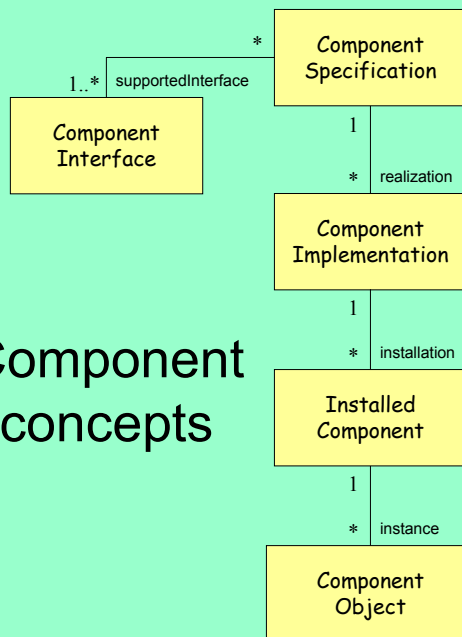 *
Component
Specification
1..*
supportedInterface
Component
Interface
1
*
realization
Component
Implementation
1
*
installation
Component
concepts
Installed
Component
1
*
instance
Component
Object